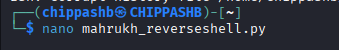 ┌──(chippashb㉿CHIPPASHB)-[~]
└─$ nano mahrukh_reverseshell.py